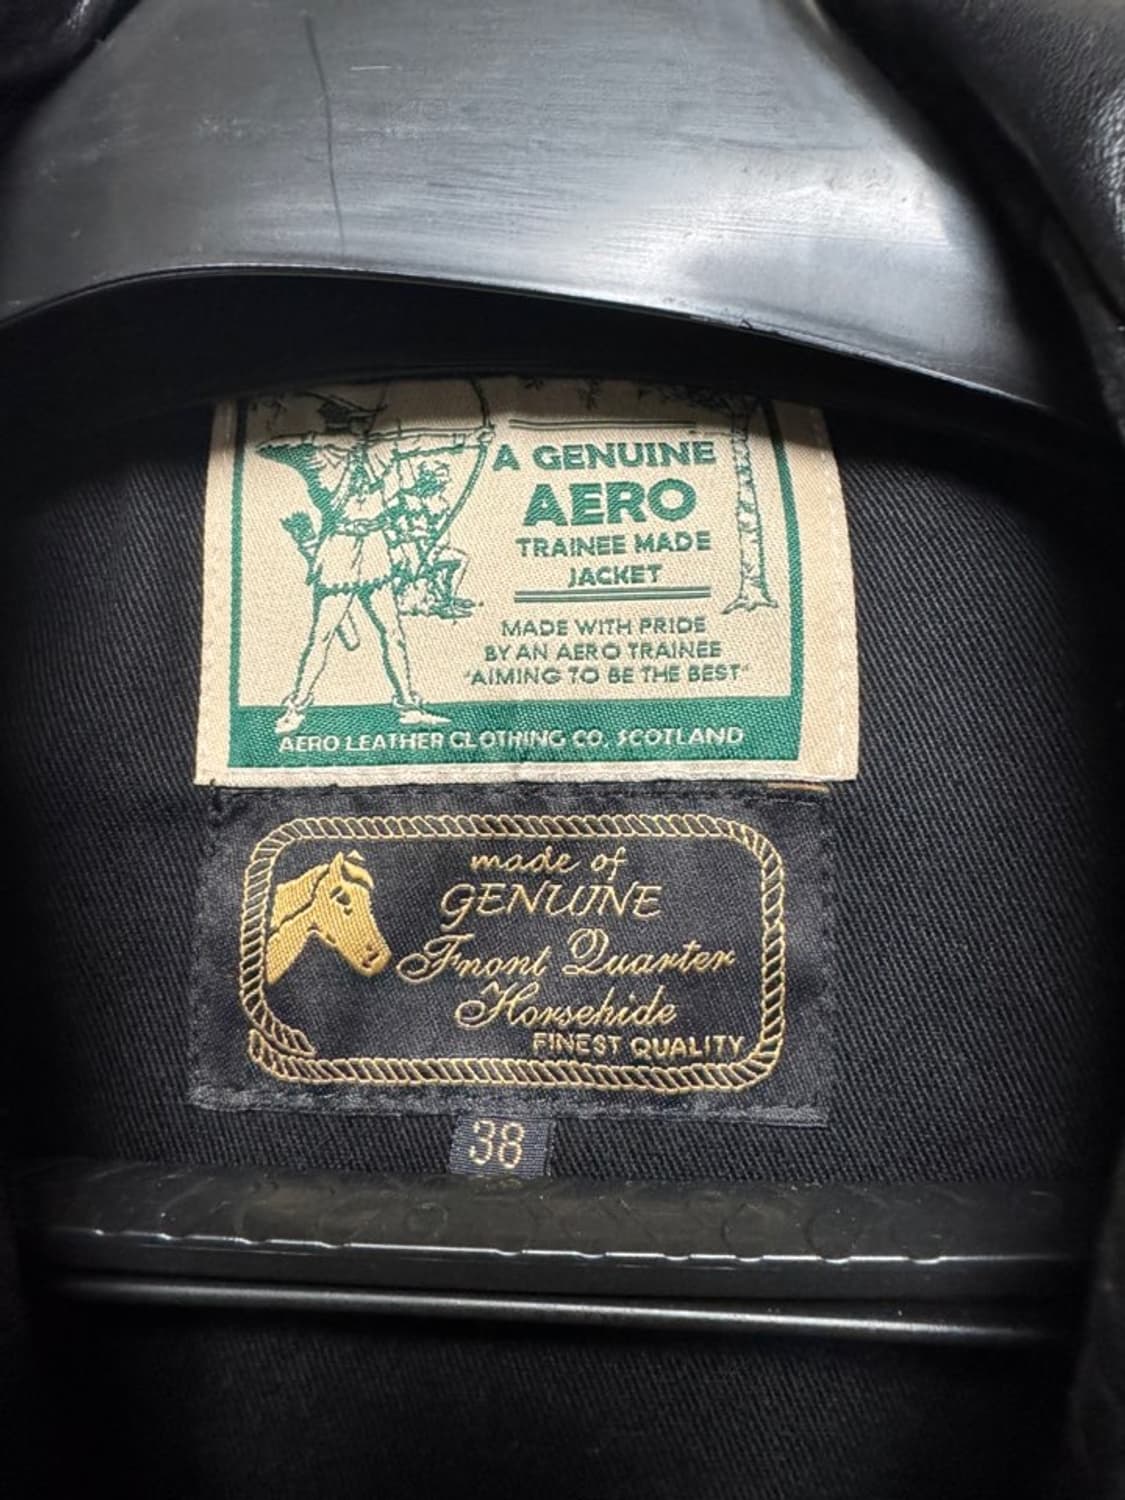 A GENUINE
AERO
TRAINEE MADE
JACKET
MADE WITH PRIDE
BY AN AERO TRAINEE
"AIMING TO BE THE BEST"
AERO LEATHER CLOTHING CO. SCOTLAND
made of
GENUINE
Front Quarter
Horsehide
FINEST QUALITY
38